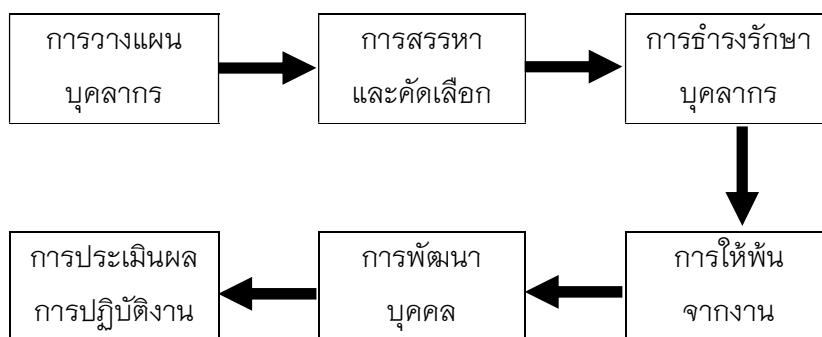 การวางแผน
บุคลากร
การสรรหา
และคัดเลือก
การธำรงรักษา
บุคลากร
การให้พ้น
จากงาน
การพัฒนา
บุคคล
การประเมินผล
การปฏิบัติงาน